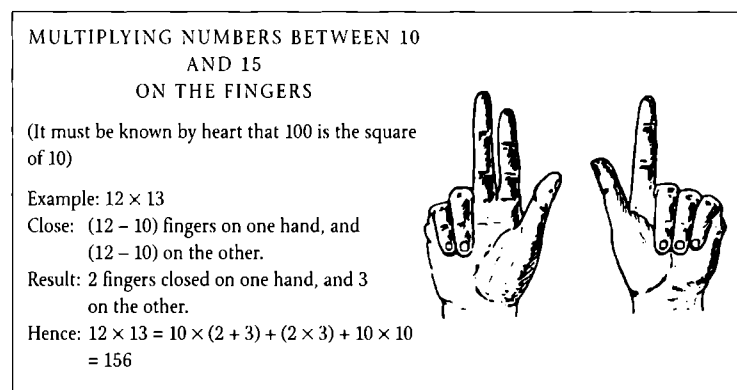 MULTIPLYING NUMBERS BETWEEN 10
AND 15
ON THE FINGERS
(It must be known by heart that 100 is the square
of 10)
Example: 12 × 13
Close: (12 – 10) fingers on one hand, and
(12 – 10) on the other.
Result: 2 fingers closed on one hand, and 3
on the other.
Hence: 12 × 13 = 10 × (2 + 3) + (2 × 3) + 10 × 10
= 156